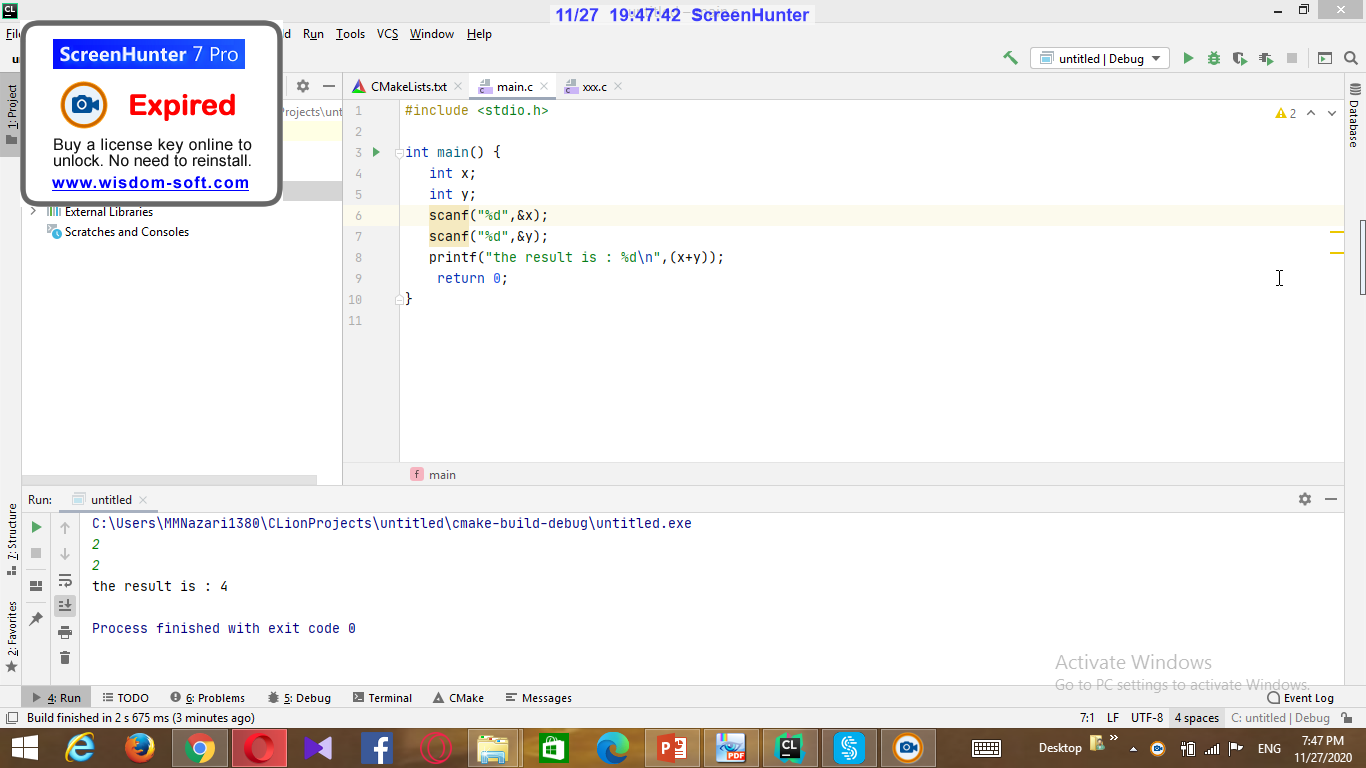 11/27 19:47:42 ScreenHunter
ScreenHunter 7 Pro
Expired
Buy a license key online to
unlock. No need to reinstall.
www.wisdom-soft.com
Run Tools VCS Window Help
untitled | Debug
1: Project
CMakeLists.txt main.c xxx.c
Database
External Libraries
Scratches and Consoles
2
1 #include <stdio.h>
2
3 int main() {
4 int x;
5 int y;
6 scanf("%d",&x);
7 scanf("%d",&y);
8 printf("the result is : %d\n",(x+y));
9 return 0;
10 }
11
f main
Run: untitled
7: Structure
2: Favorites
C:\Users\MMNazari1380\CLionProjects\untitled\cmake-build-debug\untitled.exe
2
2
the result is : 4
Process finished with exit code 0
Activate Windows
Go to PC settings to activate Windows.
4: Run TODO 6: Problems 5: Debug Terminal CMake Messages Event Log
Build finished in 2 s 675 ms (3 minutes ago) 7:1 LF UTF-8 4 spaces C: untitled | Debug
Desktop ENG 7:47 PM
11/27/2020